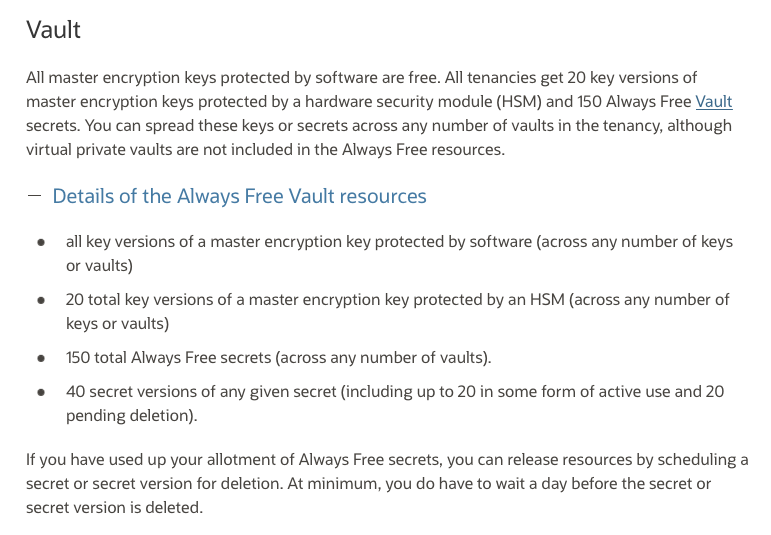 Vault
All master encryption keys protected by software are free. All tenancies get 20 key versions of
master encryption keys protected by a hardware security module (HSM) and 150 Always Free Vault
secrets. You can spread these keys or secrets across any number of vaults in the tenancy, although
virtual private vaults are not included in the Always Free resources.
— Details of the Always Free Vault resources
● all key versions of a master encryption key protected by software (across any number of keys
or vaults)
● 20 total key versions of a master encryption key protected by an HSM (across any number of
keys or vaults)
● 150 total Always Free secrets (across any number of vaults).
● 40 secret versions of any given secret (including up to 20 in some form of active use and 20
pending deletion).
If you have used up your allotment of Always Free secrets, you can release resources by scheduling a
secret or secret version for deletion. At minimum, you do have to wait a day before the secret or
secret version is deleted.